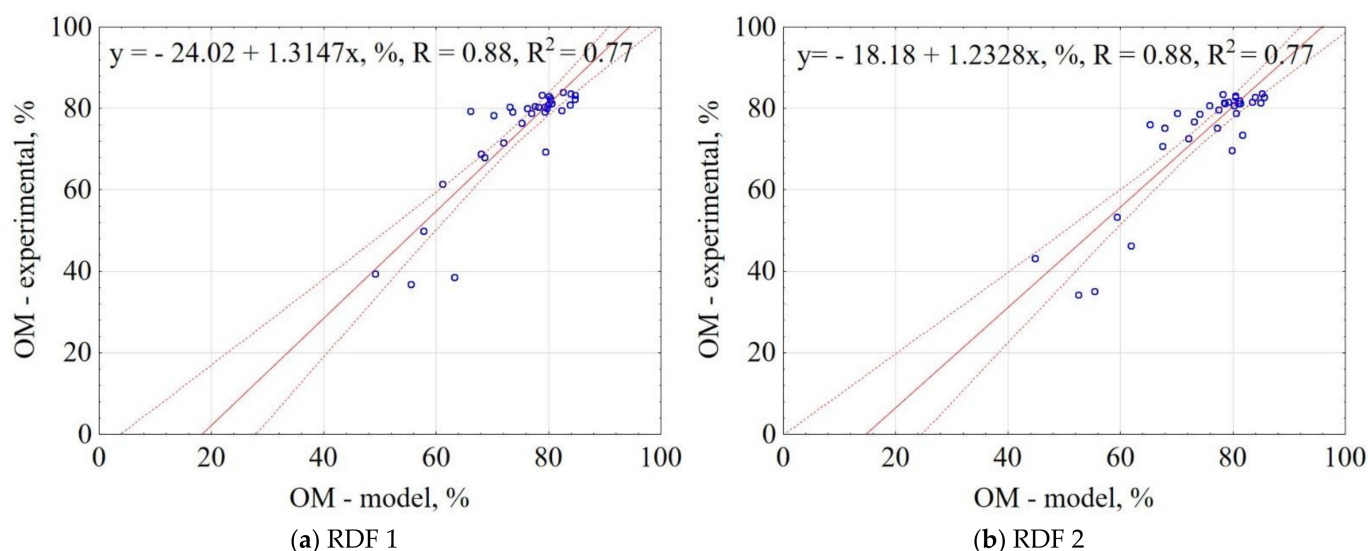 y = - 24.02 + 1.3147x, %, R = 0.88, R² = 0.77
OM - experimental, %
100
80
60
40
20
0
0 20 40 60 80 100
OM - model, %
(a) RDF 1
y= - 18.18 + 1.2328x, %, R = 0.88, R² = 0.77
OM - experimental, %
100
80
60
40
20
0
0 20 40 60 80 100
OM - model, %
(b) RDF 2